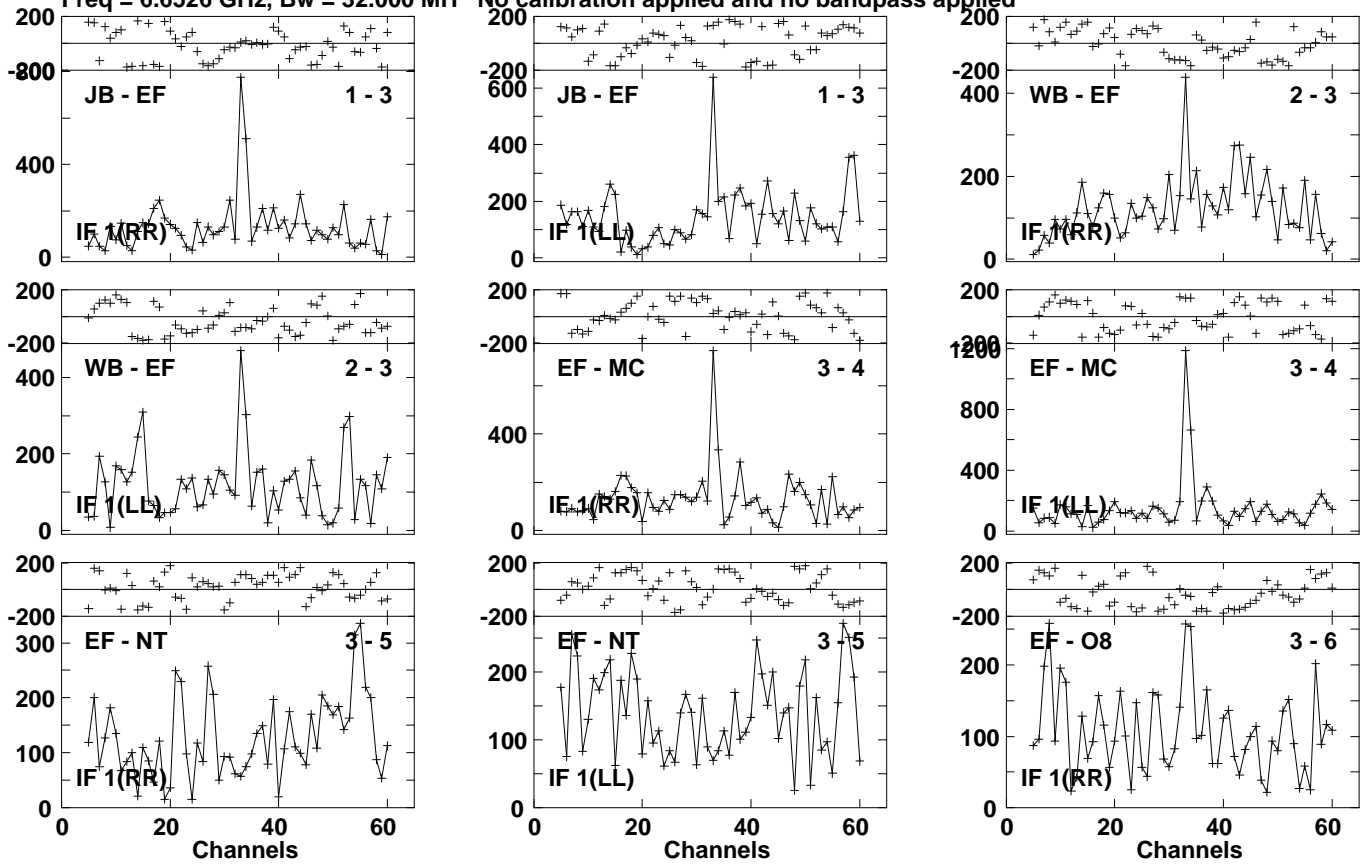 Freq = 6.6526 GHz, Bw = 32.000 MH No calibration applied and no bandpass applied
200 200 200
-200 -200
JB - EF 1 - 3 JB - EF 1 - 3 WB - EF 2 - 3
600 400
400 400
200 200
IF 1(RR) IF 1(LL) IF 1(RR)
0 0 0
200 200 200
-200 -200
1200
WB - EF 2 - 3 EF - MC 3 - 4 EF - MC 3 - 4
400 400 800
200 400
IF 1(LL) IF 1(RR) IF 1(LL)
0 0 0
200 200 200
-200 -200 -200
EF - NT 3 - 5 EF - NT 3 - 5 EF - O8 3 - 6
300
200 200 200
100 100 100
IF 1(RR) IF 1(LL) IF 1(RR)
0 0 0
0 20 40 60 0 20 40 60 0 20 40 60
Channels Channels Channels